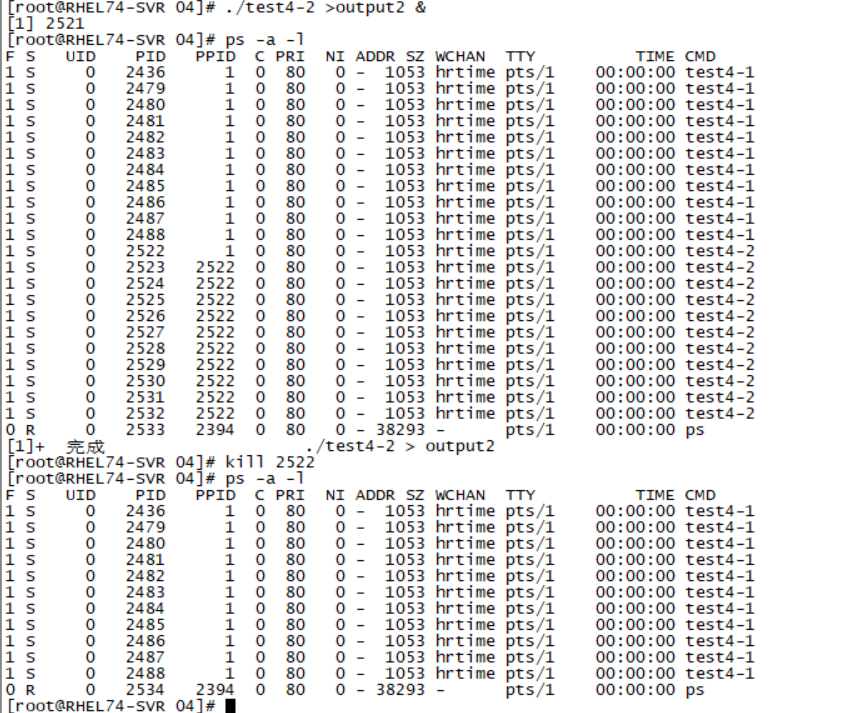 [root@RHEL74-SVR 04]# ./test4-2 >output2 &
[1] 2521
[root@RHEL74-SVR 04]# ps -a -l
F S   UID   PID  PPID  C PRI  NI ADDR SZ WCHAN  TTY          TIME CMD
1 S     0  2436     1  0  80   0 -  1053 hrtime pts/1    00:00:00 test4-1
1 S     0  2479     1  0  80   0 -  1053 hrtime pts/1    00:00:00 test4-1
1 S     0  2480     1  0  80   0 -  1053 hrtime pts/1    00:00:00 test4-1
1 S     0  2481     1  0  80   0 -  1053 hrtime pts/1    00:00:00 test4-1
1 S     0  2482     1  0  80   0 -  1053 hrtime pts/1    00:00:00 test4-1
1 S     0  2483     1  0  80   0 -  1053 hrtime pts/1    00:00:00 test4-1
1 S     0  2484     1  0  80   0 -  1053 hrtime pts/1    00:00:00 test4-1
1 S     0  2485     1  0  80   0 -  1053 hrtime pts/1    00:00:00 test4-1
1 S     0  2486     1  0  80   0 -  1053 hrtime pts/1    00:00:00 test4-1
1 S     0  2487     1  0  80   0 -  1053 hrtime pts/1    00:00:00 test4-1
1 S     0  2488     1  0  80   0 -  1053 hrtime pts/1    00:00:00 test4-1
1 S     0  2522     1  0  80   0 -  1053 hrtime pts/1    00:00:00 test4-2
1 S     0  2523  2522  0  80   0 -  1053 hrtime pts/1    00:00:00 test4-2
1 S     0  2524  2522  0  80   0 -  1053 hrtime pts/1    00:00:00 test4-2
1 S     0  2525  2522  0  80   0 -  1053 hrtime pts/1    00:00:00 test4-2
1 S     0  2526  2522  0  80   0 -  1053 hrtime pts/1    00:00:00 test4-2
1 S     0  2527  2522  0  80   0 -  1053 hrtime pts/1    00:00:00 test4-2
1 S     0  2528  2522  0  80   0 -  1053 hrtime pts/1    00:00:00 test4-2
1 S     0  2529  2522  0  80   0 -  1053 hrtime pts/1    00:00:00 test4-2
1 S     0  2530  2522  0  80   0 -  1053 hrtime pts/1    00:00:00 test4-2
1 S     0  2531  2522  0  80   0 -  1053 hrtime pts/1    00:00:00 test4-2
1 S     0  2532  2522  0  80   0 -  1053 hrtime pts/1    00:00:00 test4-2
0 R     0  2533  2394  0  80   0 - 38293 -      pts/1    00:00:00 ps
[1]+  完成                  ./test4-2 > output2
[root@RHEL74-SVR 04]# kill 2522
[root@RHEL74-SVR 04]# ps -a -l
F S   UID   PID  PPID  C PRI  NI ADDR SZ WCHAN  TTY          TIME CMD
1 S     0  2436     1  0  80   0 -  1053 hrtime pts/1    00:00:00 test4-1
1 S     0  2479     1  0  80   0 -  1053 hrtime pts/1    00:00:00 test4-1
1 S     0  2480     1  0  80   0 -  1053 hrtime pts/1    00:00:00 test4-1
1 S     0  2481     1  0  80   0 -  1053 hrtime pts/1    00:00:00 test4-1
1 S     0  2482     1  0  80   0 -  1053 hrtime pts/1    00:00:00 test4-1
1 S     0  2483     1  0  80   0 -  1053 hrtime pts/1    00:00:00 test4-1
1 S     0  2484     1  0  80   0 -  1053 hrtime pts/1    00:00:00 test4-1
1 S     0  2485     1  0  80   0 -  1053 hrtime pts/1    00:00:00 test4-1
1 S     0  2486     1  0  80   0 -  1053 hrtime pts/1    00:00:00 test4-1
1 S     0  2487     1  0  80   0 -  1053 hrtime pts/1    00:00:00 test4-1
1 S     0  2488     1  0  80   0 -  1053 hrtime pts/1    00:00:00 test4-1
0 R     0  2534  2394  0  80   0 - 38293 -      pts/1    00:00:00 ps
[root@RHEL74-SVR 04]#